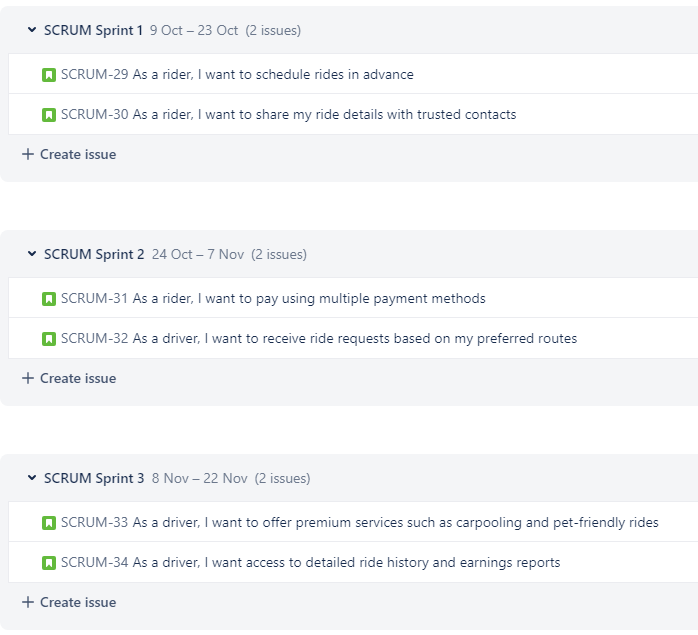 SCRUM Sprint 1 9 Oct – 23 Oct (2 issues)
SCRUM-29 As a rider, I want to schedule rides in advance
SCRUM-30 As a rider, I want to share my ride details with trusted contacts
+ Create issue
SCRUM Sprint 2 24 Oct – 7 Nov (2 issues)
SCRUM-31 As a rider, I want to pay using multiple payment methods
SCRUM-32 As a driver, I want to receive ride requests based on my preferred routes
+ Create issue
SCRUM Sprint 3 8 Nov – 22 Nov (2 issues)
SCRUM-33 As a driver, I want to offer premium services such as carpooling and pet-friendly rides
SCRUM-34 As a driver, I want access to detailed ride history and earnings reports
+ Create issue